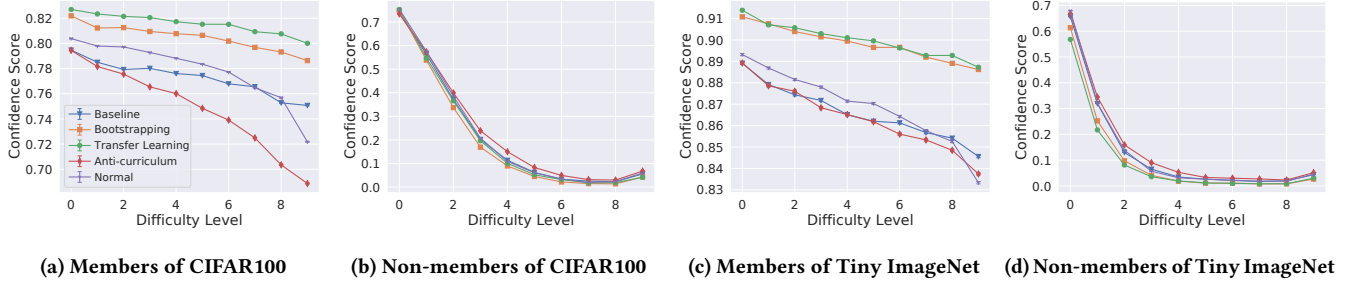 0.82
0.80
0.78
0.76
0.74
0.72
0.70
Confidence Score
Baseline
Bootstrapping
Transfer Learning
Anti-curriculum
Normal
0 2 4 6 8
Difficulty Level
(a) Members of CIFAR100
0.7
0.6
0.5
0.4
0.3
0.2
0.1
0.0
Confidence Score
0 2 4 6 8
Difficulty Level
(b) Non-members of CIFAR100
0.91
0.90
0.89
0.88
0.87
0.86
0.85
0.84
0.83
Confidence Score
0 2 4 6 8
Difficulty Level
(c) Members of Tiny ImageNet
0.7
0.6
0.5
0.4
0.3
0.2
0.1
0.0
Confidence Score
0 2 4 6 8
Difficulty Level
(d) Non-members of Tiny ImageNet